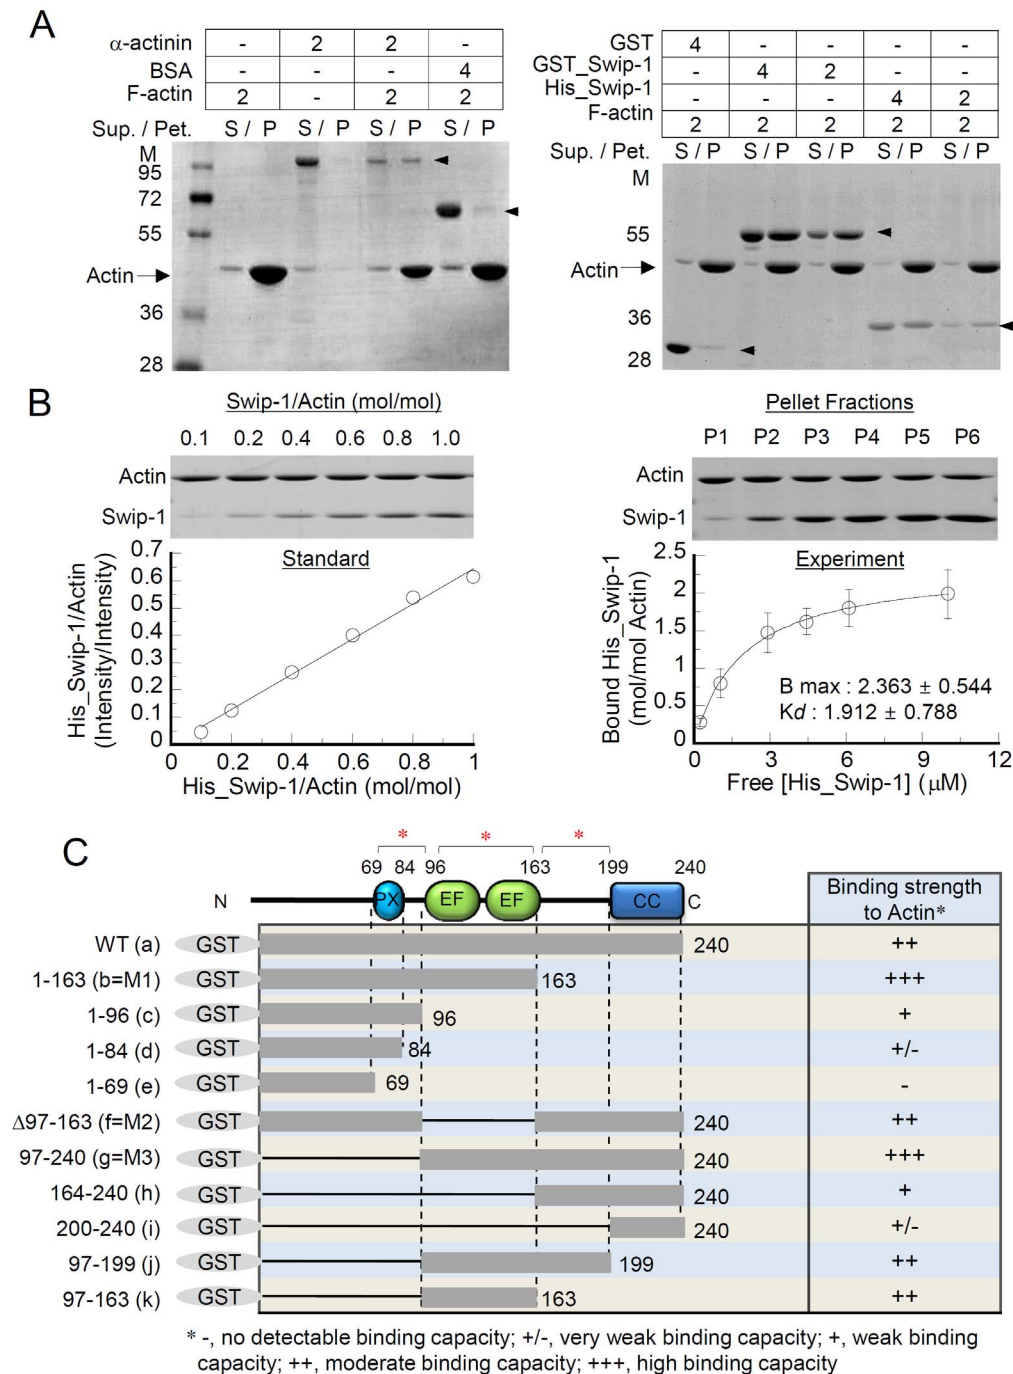 A
α-actinin - 2 2 -
BSA - - - 4
F-actin 2 - 2 2
Sup. / Pet. S / P S / P S / P S / P
M
95
72
55
Actin
36
28
GST 4 - - - -
GST_Swip-1 - 4 2 - -
His_Swip-1 - - - 4 2
F-actin 2 2 2 2 2
Sup. / Pet. S / P S / P S / P S / P S / P
M
55
Actin
36
28
B
Swip-1/Actin (mol/mol)
0.1 0.2 0.4 0.6 0.8 1.0
Actin
Swip-1
Standard
0.7
0.6
0.5
0.4
0.3
0.2
0.1
0
His_Swip-1/Actin
(Intensity/Intensity)
0 0.2 0.4 0.6 0.8 1
His_Swip-1/Actin (mol/mol)
Pellet Fractions
P1 P2 P3 P4 P5 P6
Actin
Swip-1
Experiment
2.5
2
1.5
1
0.5
0
Bound His_Swip-1
(mol/mol Actin)
B max : 2.363 ± 0.544
Kd : 1.912 ± 0.788
0 3 6 9 12
Free [His_Swip-1] (μM)
C
* * *
69 84 96 163 199 240
N PX EF EF CC C
Binding strength
to Actin*
WT (a) GST 240 ++
1-163 (b=M1) GST 163 +++
1-96 (c) GST 96 +
1-84 (d) GST 84 +/-
1-69 (e) GST 69 -
Δ97-163 (f=M2) GST 240 ++
97-240 (g=M3) GST 240 +++
164-240 (h) GST 240 +
200-240 (i) GST 240 +/-
97-199 (j) GST 199 ++
97-163 (k) GST 163 ++
* -, no detectable binding capacity; +/-, very weak binding capacity; +, weak binding
capacity; ++, moderate binding capacity; +++, high binding capacity